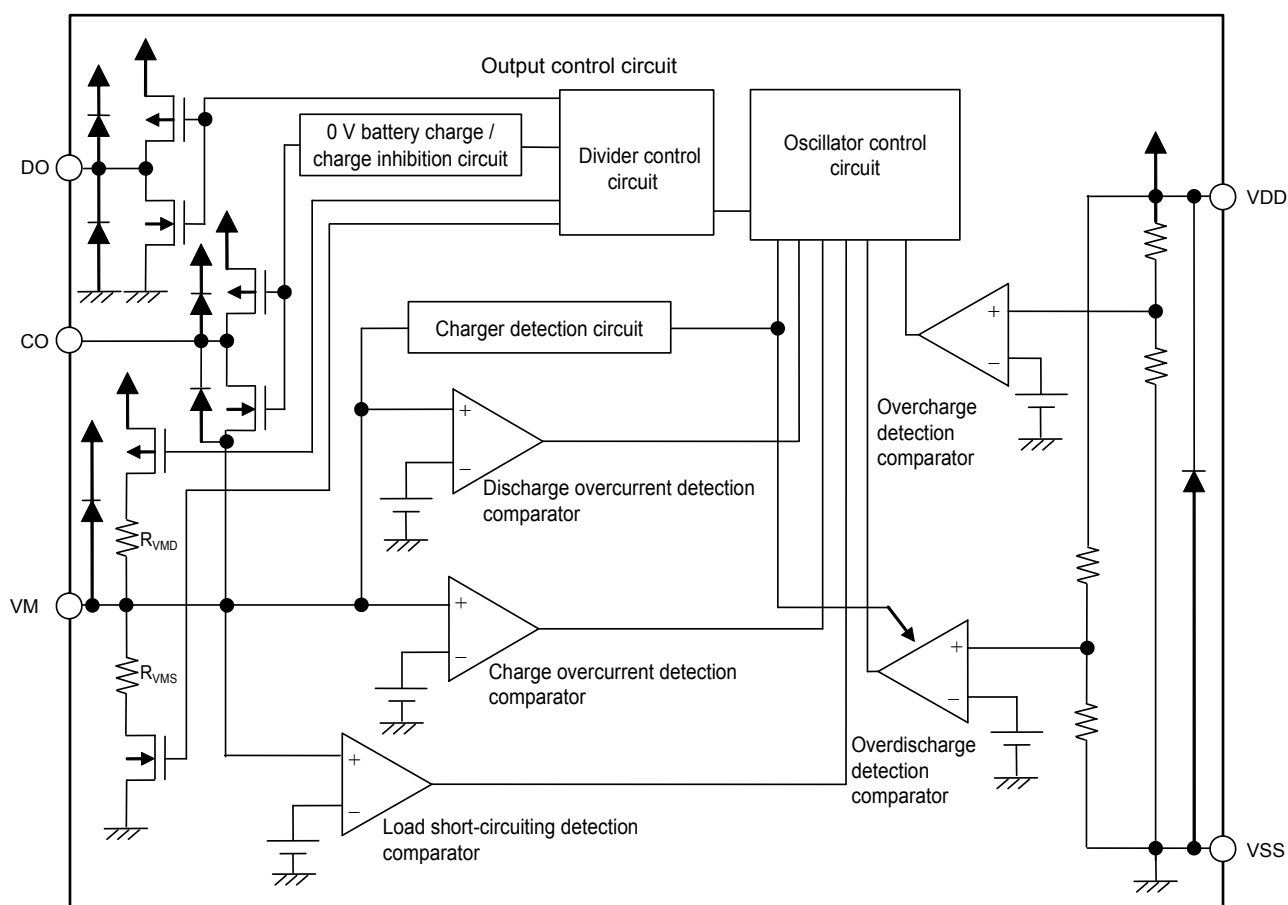 Output control circuit
0 V battery charge /
charge inhibition circuit
Divider control
circuit
Oscillator control
circuit
DO
VDD
CO
Charger detection circuit
+
−
Overcharge
detection
comparator
+
−
Discharge overcurrent detection
comparator
RVMD
VM
+
−
Charge overcurrent detection
comparator
RVMS
+
−
Overdischarge
detection
comparator
+
−
Load short-circuiting detection
comparator
VSS